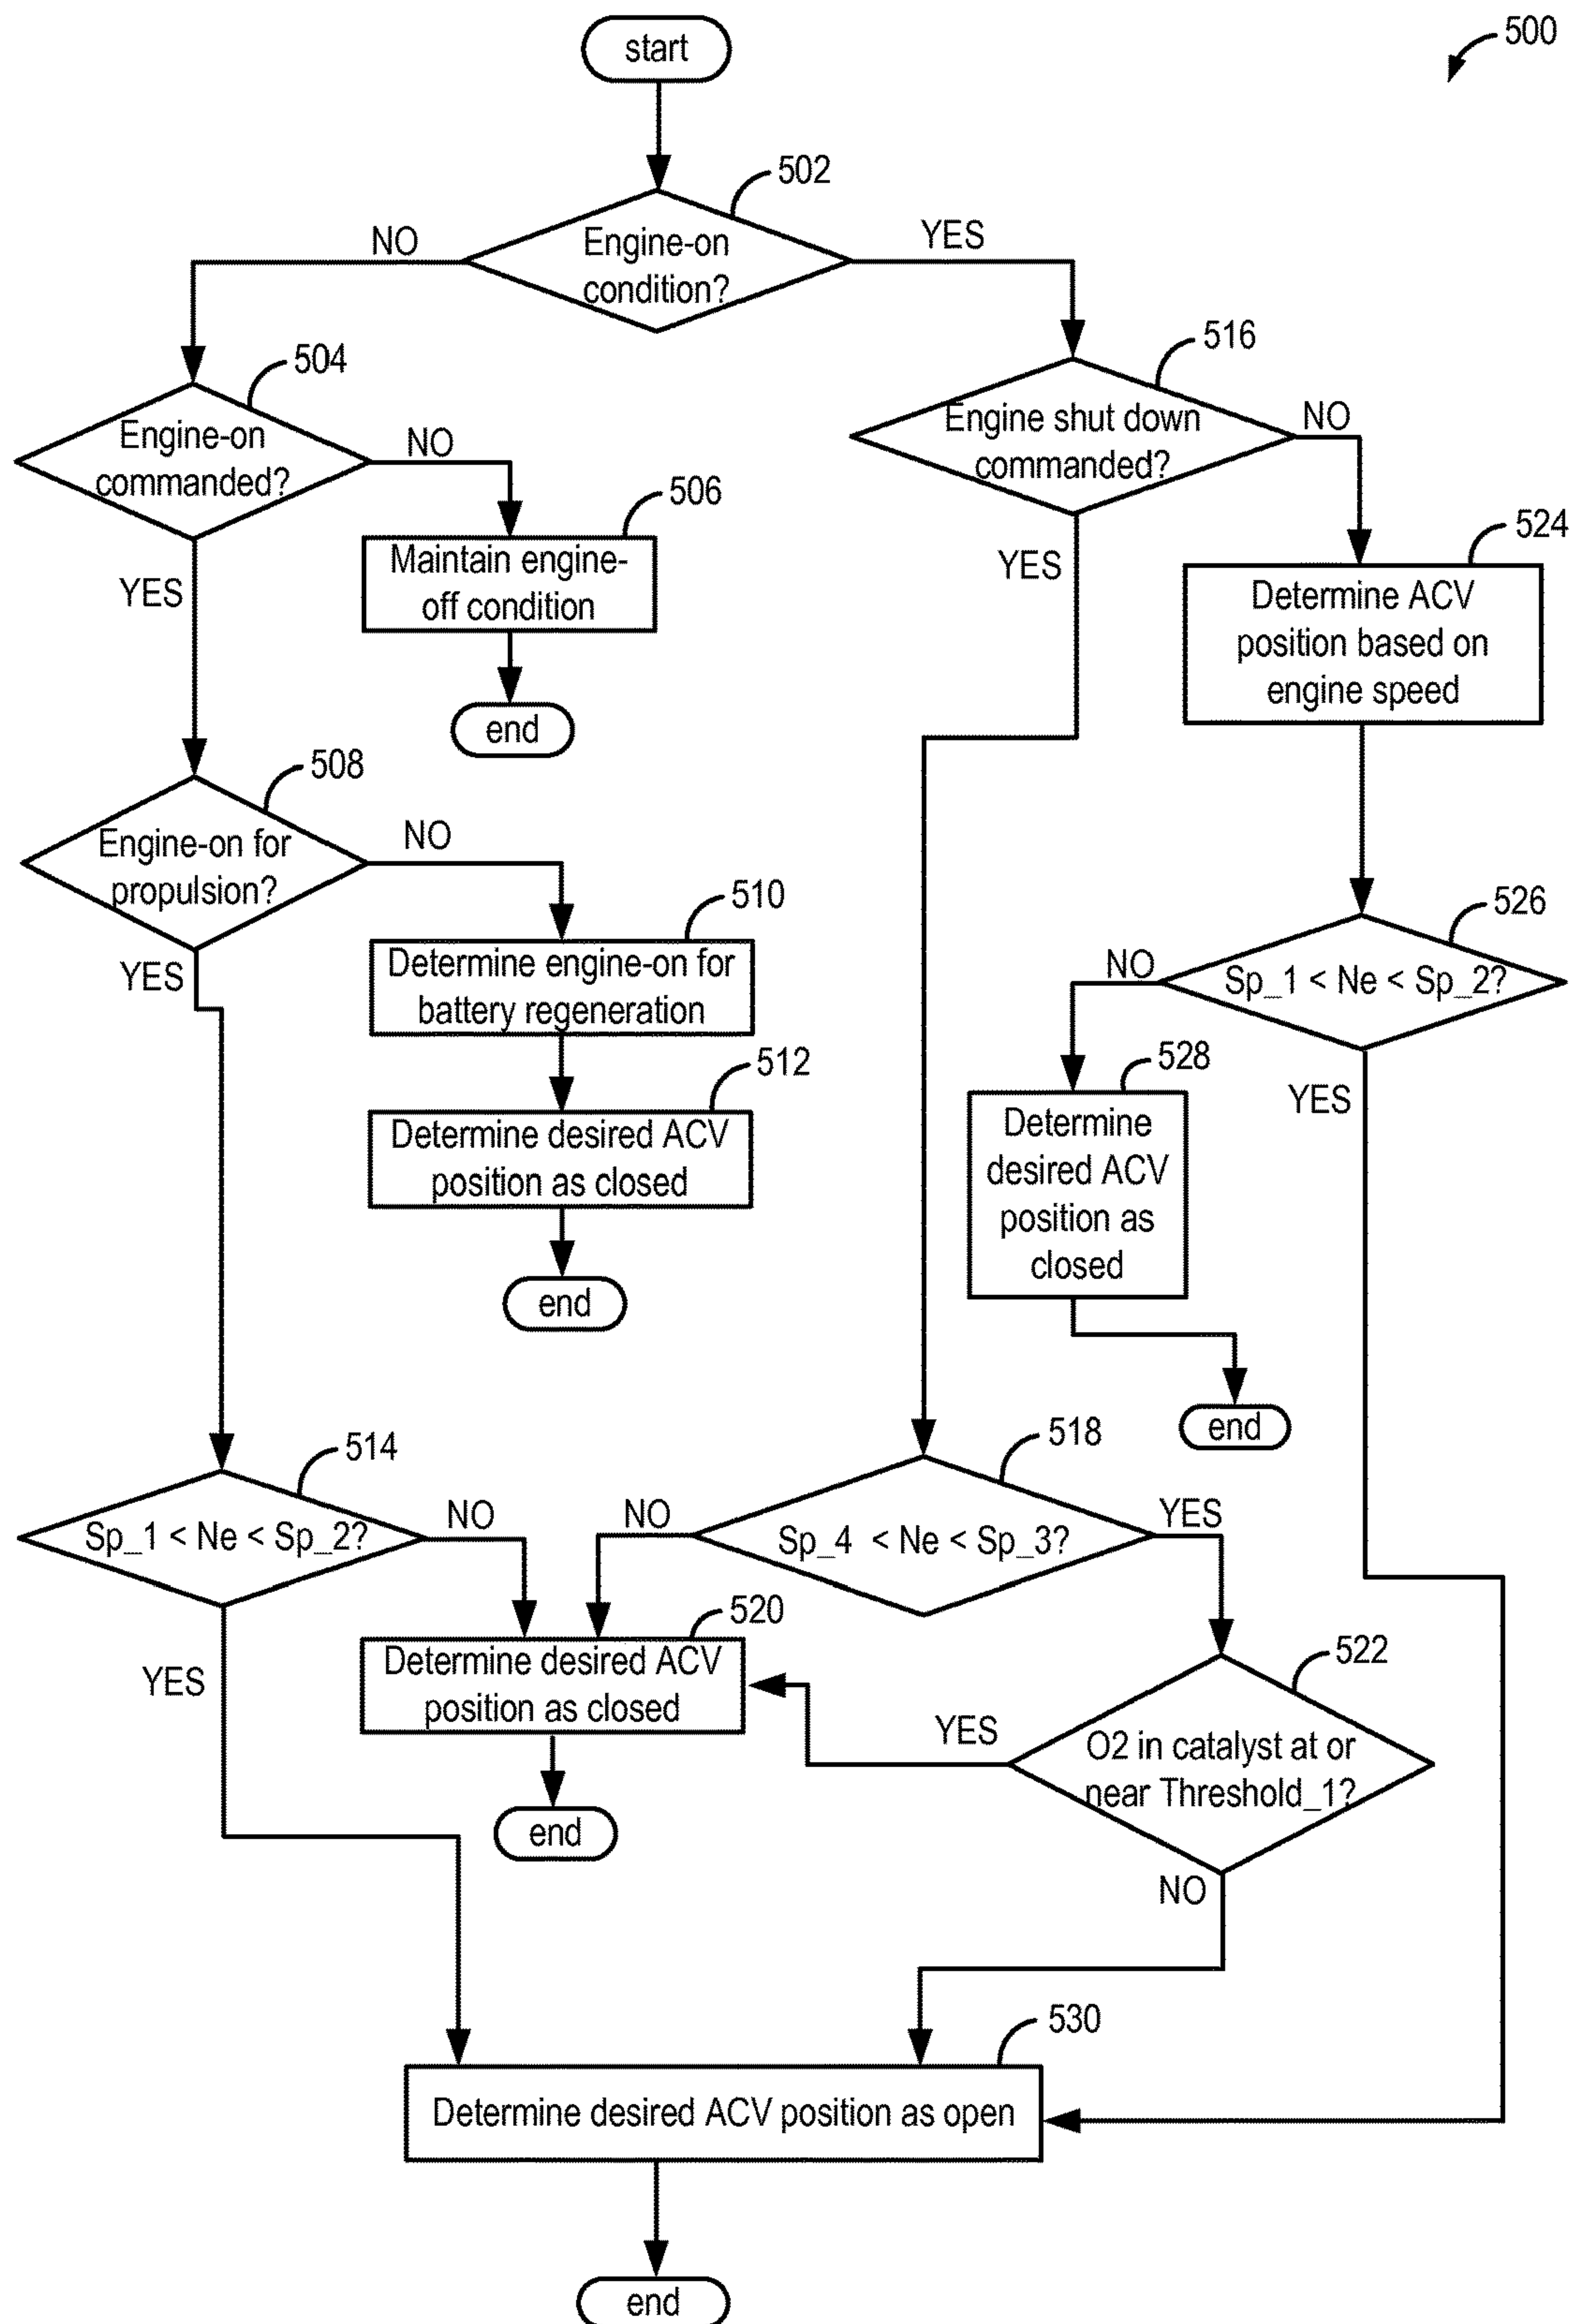 start
500
502
NO
YES
Engine-on
condition?
504
516
Engine-on
commanded?
NO
Engine shut down
commanded?
NO
506
Maintain engine-
off condition
YES
end
YES
524
Determine ACV
position based on
engine speed
508
Engine-on for
propulsion?
NO
YES
510
Determine engine-on for
battery regeneration
512
Determine desired ACV
position as closed
end
526
NO
Sp_1 < Ne < Sp_2?
YES
528
Determine
desired ACV
position as
closed
end
514
Sp_1 < Ne < Sp_2?
NO
YES
518
NO
Sp_4 < Ne < Sp_3?
YES
520
Determine desired ACV
position as closed
end
522
YES
O2 in catalyst at or
near Threshold_1?
NO
530
Determine desired ACV position as open
end